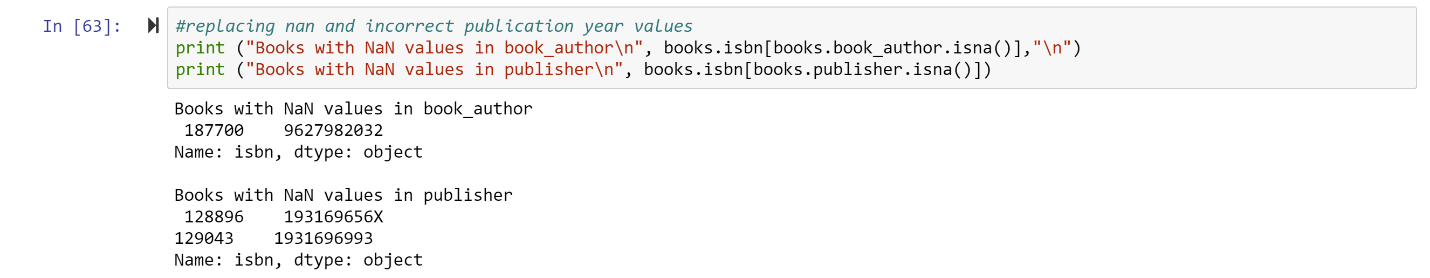 In [63]:
#replacing nan and incorrect publication year values
print ("Books with NaN values in book_author\n", books.isbn[books.book_author.isna()],"\n")
print ("Books with NaN values in publisher\n", books.isbn[books.publisher.isna()])
Books with NaN values in book_author
 187700    9627982032
Name: isbn, dtype: object
Books with NaN values in publisher
 128896    193169656X
129043    1931696993
Name: isbn, dtype: object